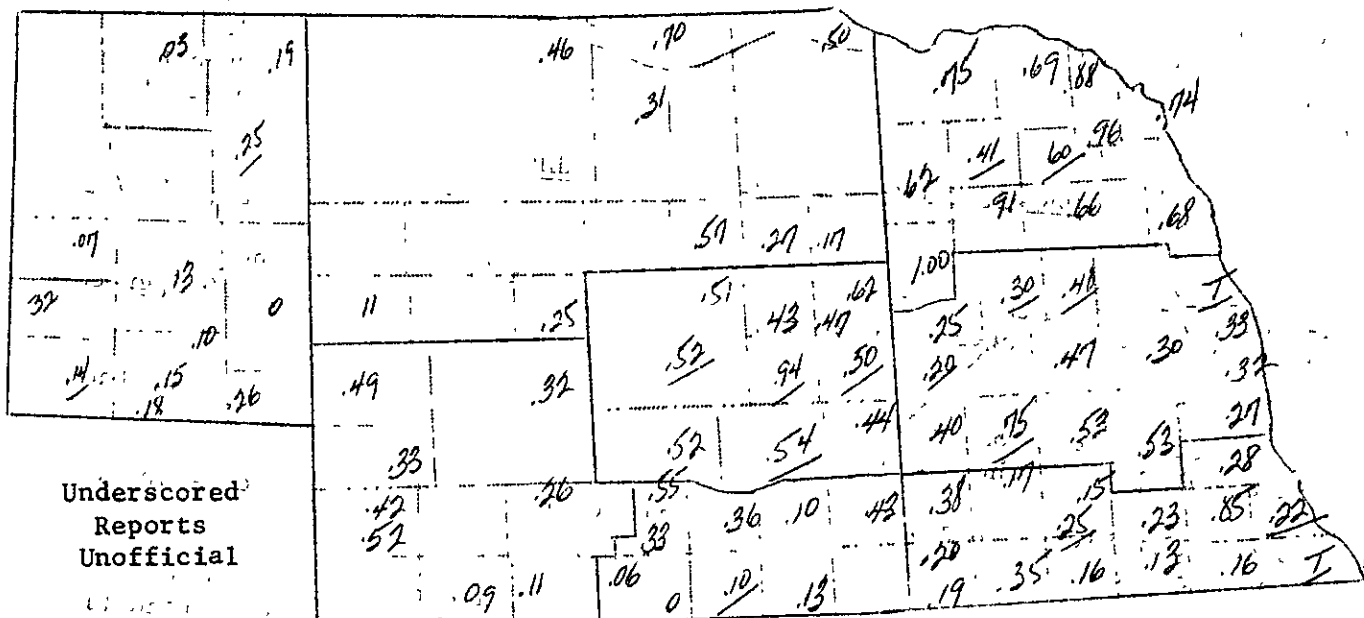 .03 .19 .46 .70 .50
.75 .69 .88 .74
.31
.25 .41 .60 .96
.62
.91 .66 .68
.07 .57 .27 .17
.13 1.00
.32 0 .11 .25 .51 .62 .30 .48 T
.43 .47 .25 .33
.10 .52 .20 .47 .30 .32
.14 .15 .49 .32 .94 .50
.18 .26 .44 .27
.52 .54 .40 .75 .53 .53
.33 .28
Underscored
Reports
Unofficial
.42 .26 .55 .36 .10 .43 .38 .17 .15
.52 .33 .25 .23 .85 .22
.20
.09 .11 .06 0 .10 .13 .19 .35 .16 .13 .16 T